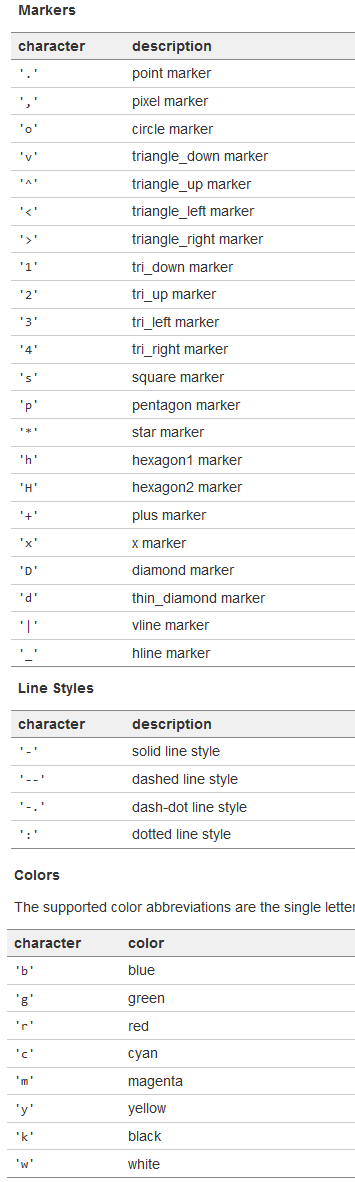 Markers
character description
'.' point marker
',' pixel marker
'o' circle marker
'v' triangle_down marker
'^' triangle_up marker
'<' triangle_left marker
'>' triangle_right marker
'1' tri_down marker
'2' tri_up marker
'3' tri_left marker
'4' tri_right marker
's' square marker
'p' pentagon marker
'*' star marker
'h' hexagon1 marker
'H' hexagon2 marker
'+' plus marker
'x' x marker
'D' diamond marker
'd' thin_diamond marker
'|' vline marker
'_' hline marker
Line Styles
character description
'-' solid line style
'--' dashed line style
'-.' dash-dot line style
':' dotted line style
Colors
The supported color abbreviations are the single letter
character color
'b' blue
'g' green
'r' red
'c' cyan
'm' magenta
'y' yellow
'k' black
'w' white